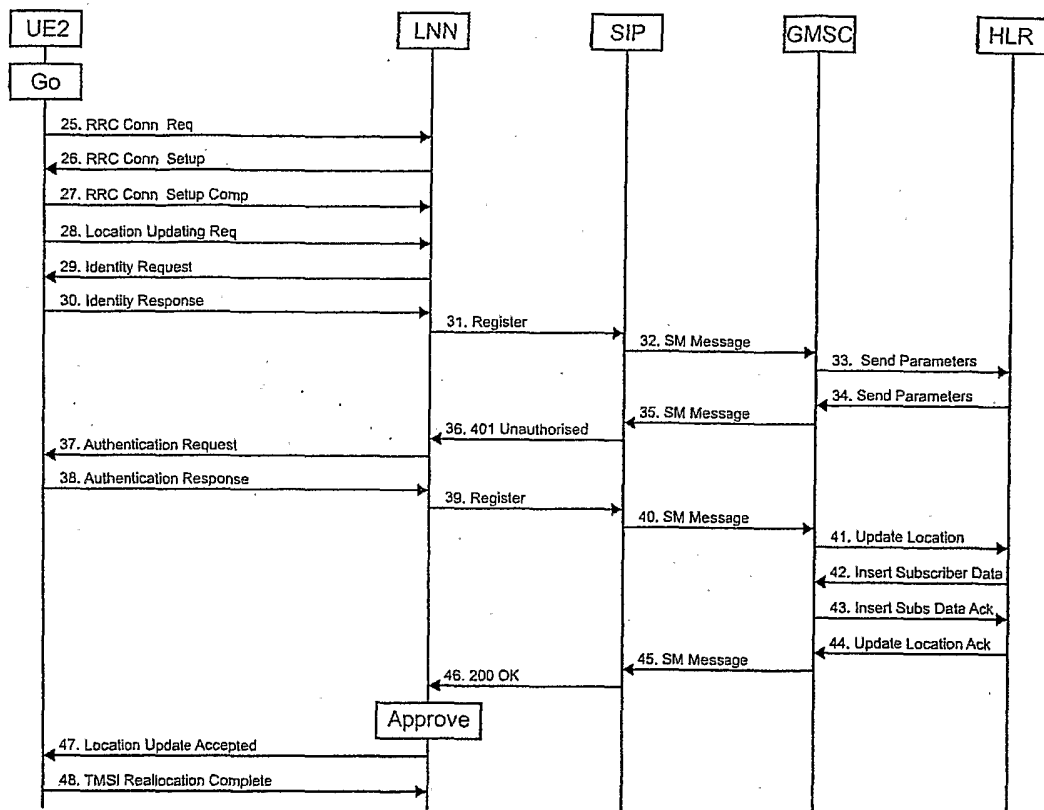 UE2
LNN
SIP
GMSC
HLR
Go
25. RRC Conn Req
26. RRC Conn Setup
27. RRC Conn Setup Comp
28. Location Updating Req
29. Identity Request
30. Identity Response
31. Register
32. SM Message
33. Send Parameters
34. Send Parameters
35. SM Message
36. 401 Unauthorised
37. Authentication Request
38. Authentication Response
39. Register
40. SM Message
41. Update Location
42. Insert Subscriber Data
43. Insert Subs Data Ack
44. Update Location Ack
45. SM Message
46. 200 OK
Approve
47. Location Update Accepted
48. TMSI Reallocation Complete